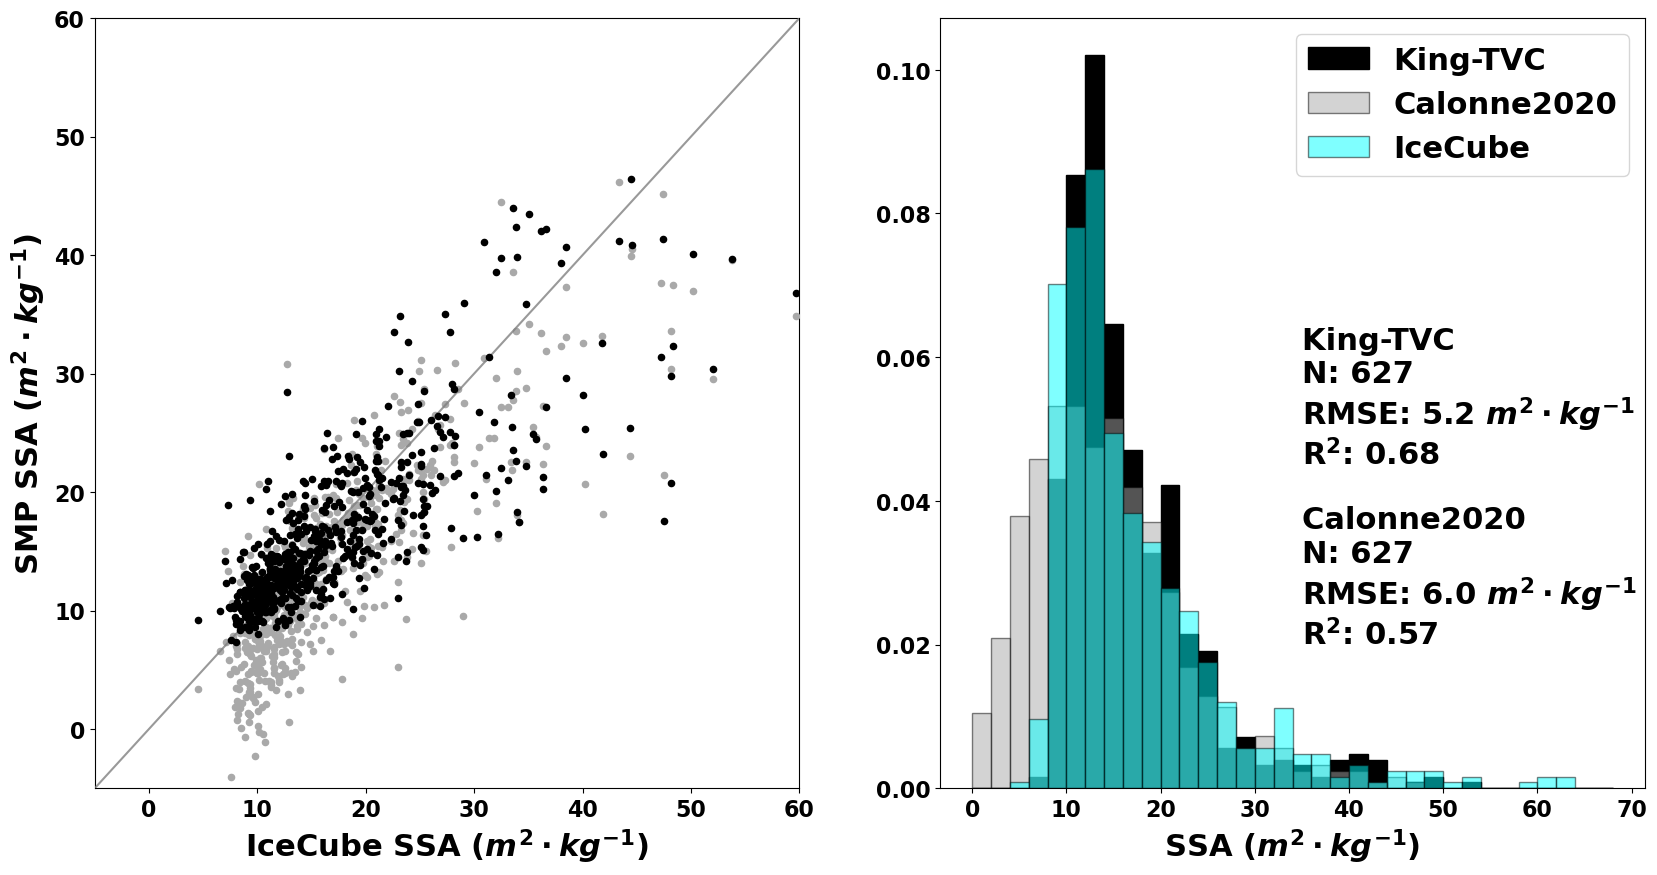 60
50
40
30
20
10
0
SMP SSA (m² · kg⁻¹)
0 10 20 30 40 50 60
IceCube SSA (m² · kg⁻¹)
0.10
0.08
0.06
0.04
0.02
0.00
King-TVC
Calonne2020
IceCube
King-TVC
N: 627
RMSE: 5.2 m² · kg⁻¹
R²: 0.68
Calonne2020
N: 627
RMSE: 6.0 m² · kg⁻¹
R²: 0.57
0 10 20 30 40 50 60 70
SSA (m² · kg⁻¹)